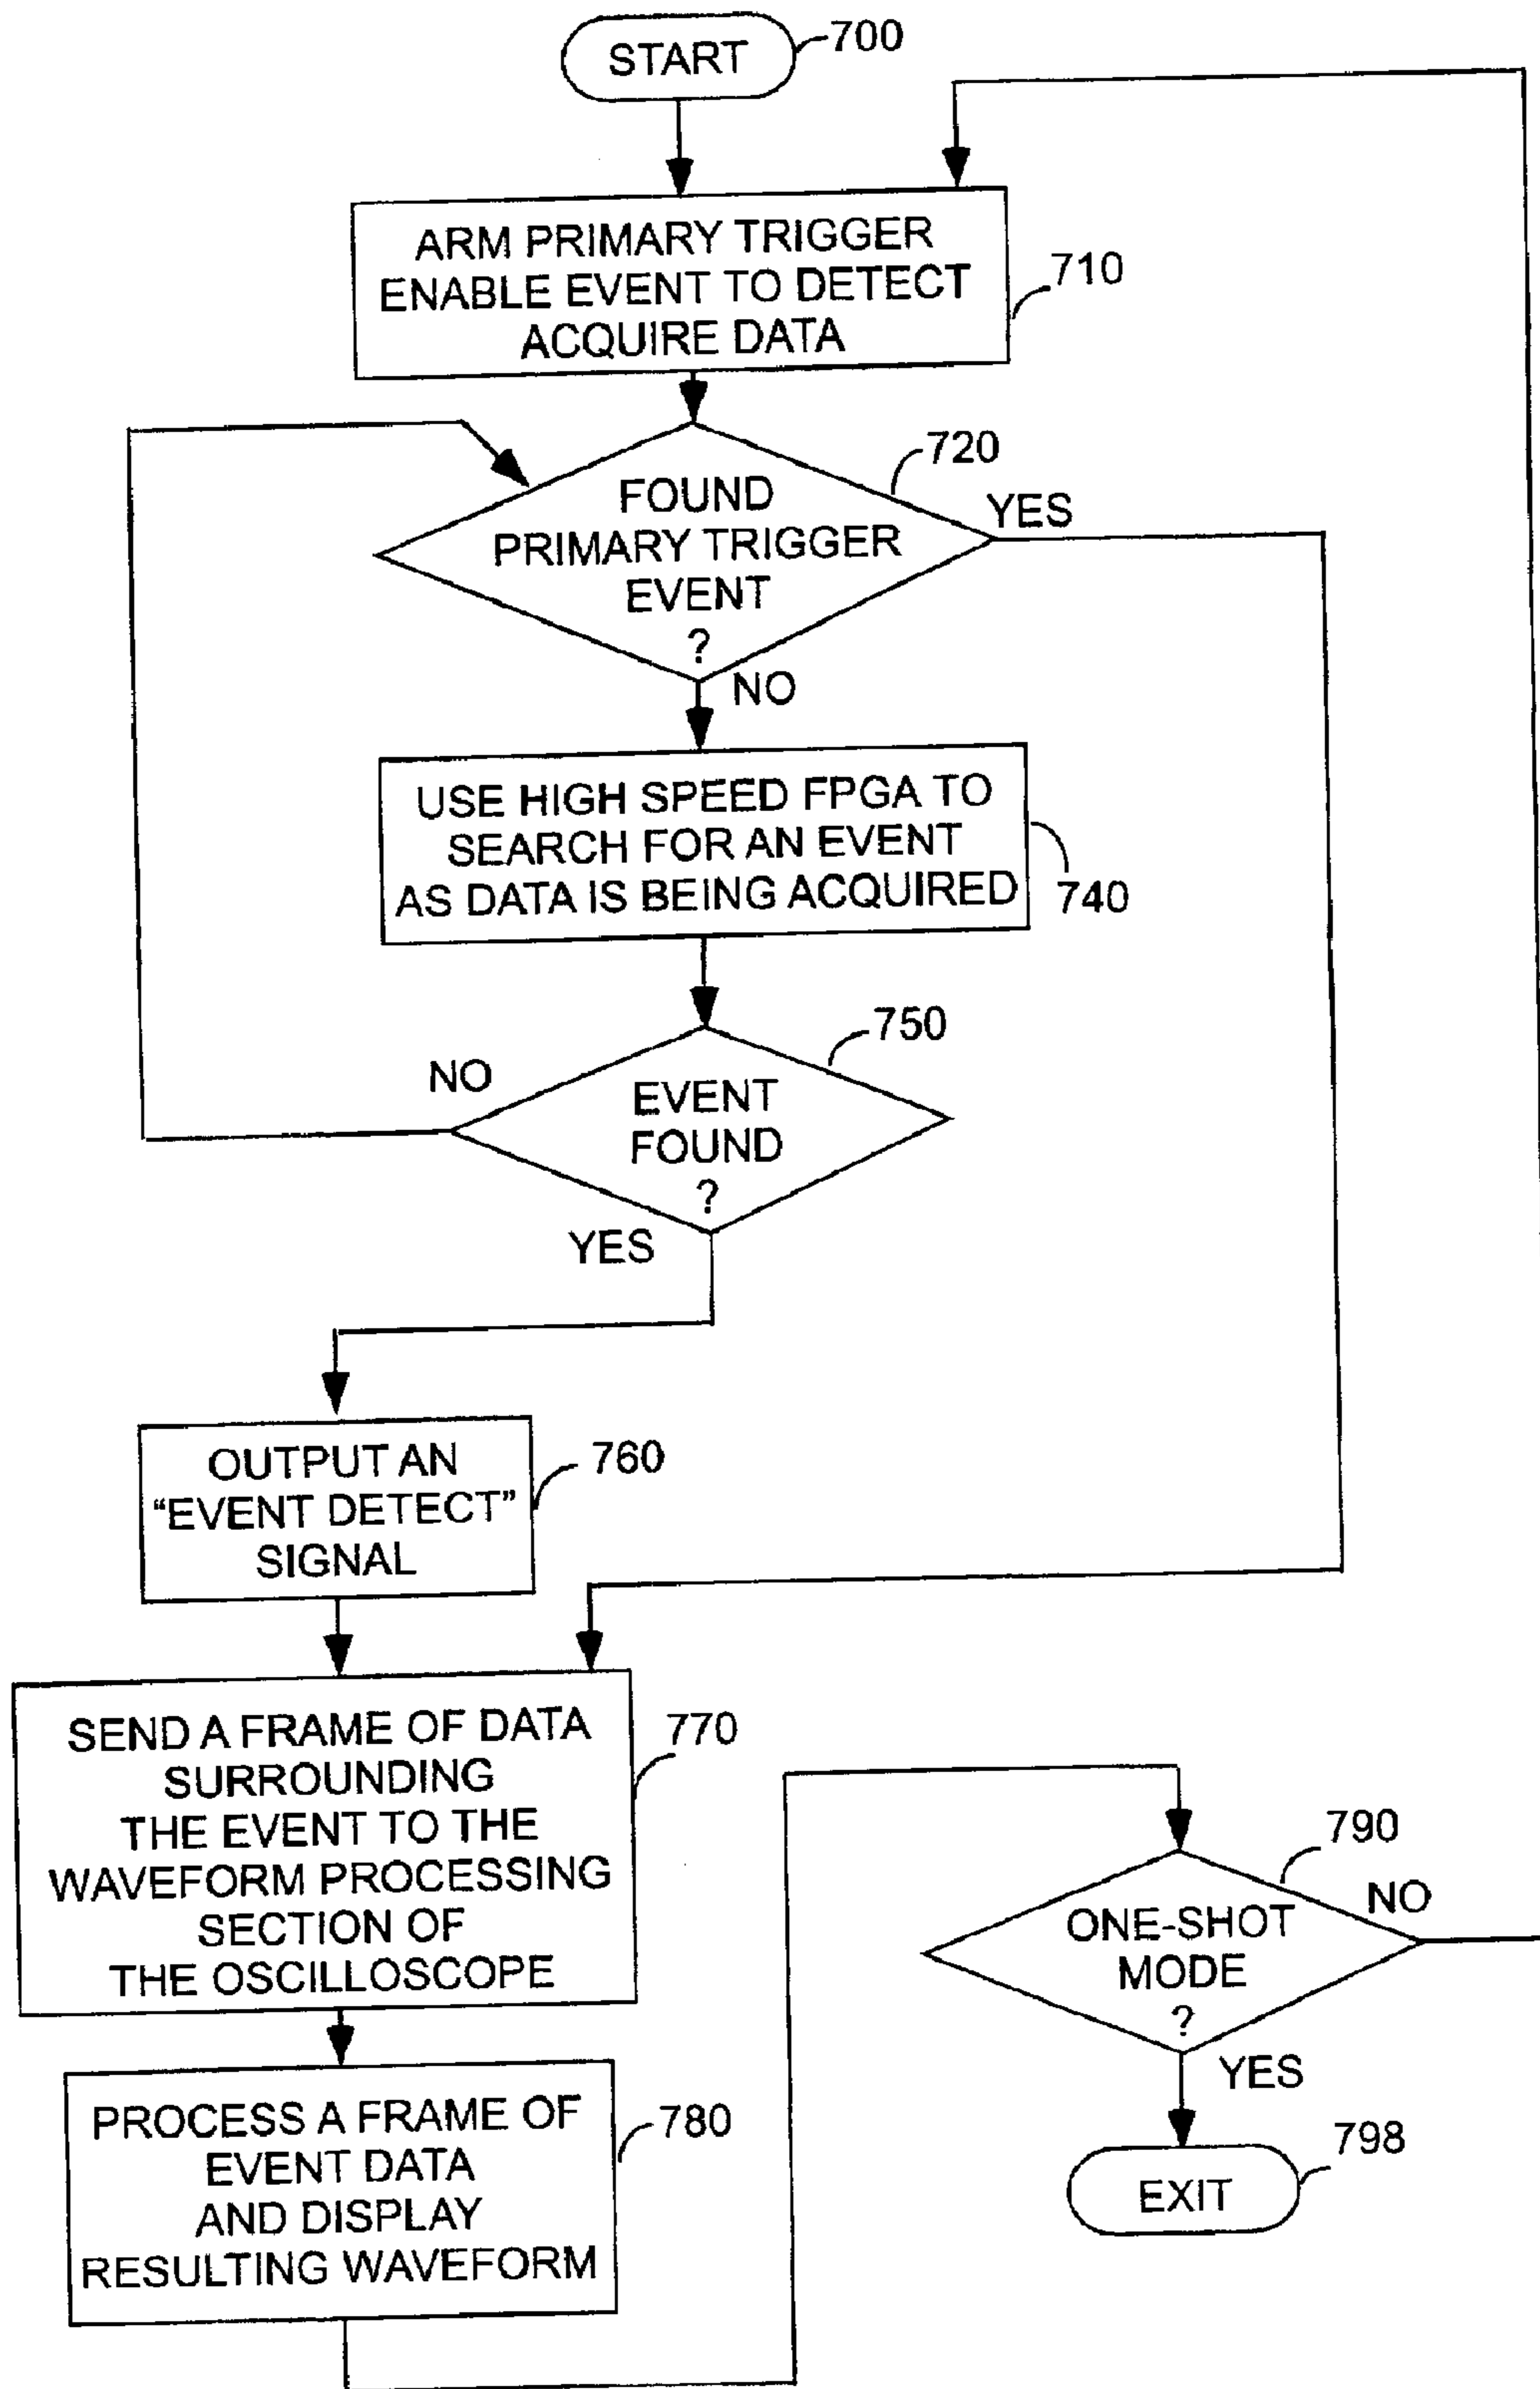 START
700
ARM PRIMARY TRIGGER
ENABLE EVENT TO DETECT
ACQUIRE DATA
710
FOUND
PRIMARY TRIGGER
EVENT
?
720
YES
NO
USE HIGH SPEED FPGA TO
SEARCH FOR AN EVENT
AS DATA IS BEING ACQUIRED
740
EVENT
FOUND
?
750
NO
YES
OUTPUT AN
“EVENT DETECT”
SIGNAL
760
SEND A FRAME OF DATA
SURROUNDING
THE EVENT TO THE
WAVEFORM PROCESSING
SECTION OF
THE OSCILLOSCOPE
770
PROCESS A FRAME OF
EVENT DATA
AND DISPLAY
RESULTING WAVEFORM
780
ONE-SHOT
MODE
?
790
NO
YES
EXIT
798